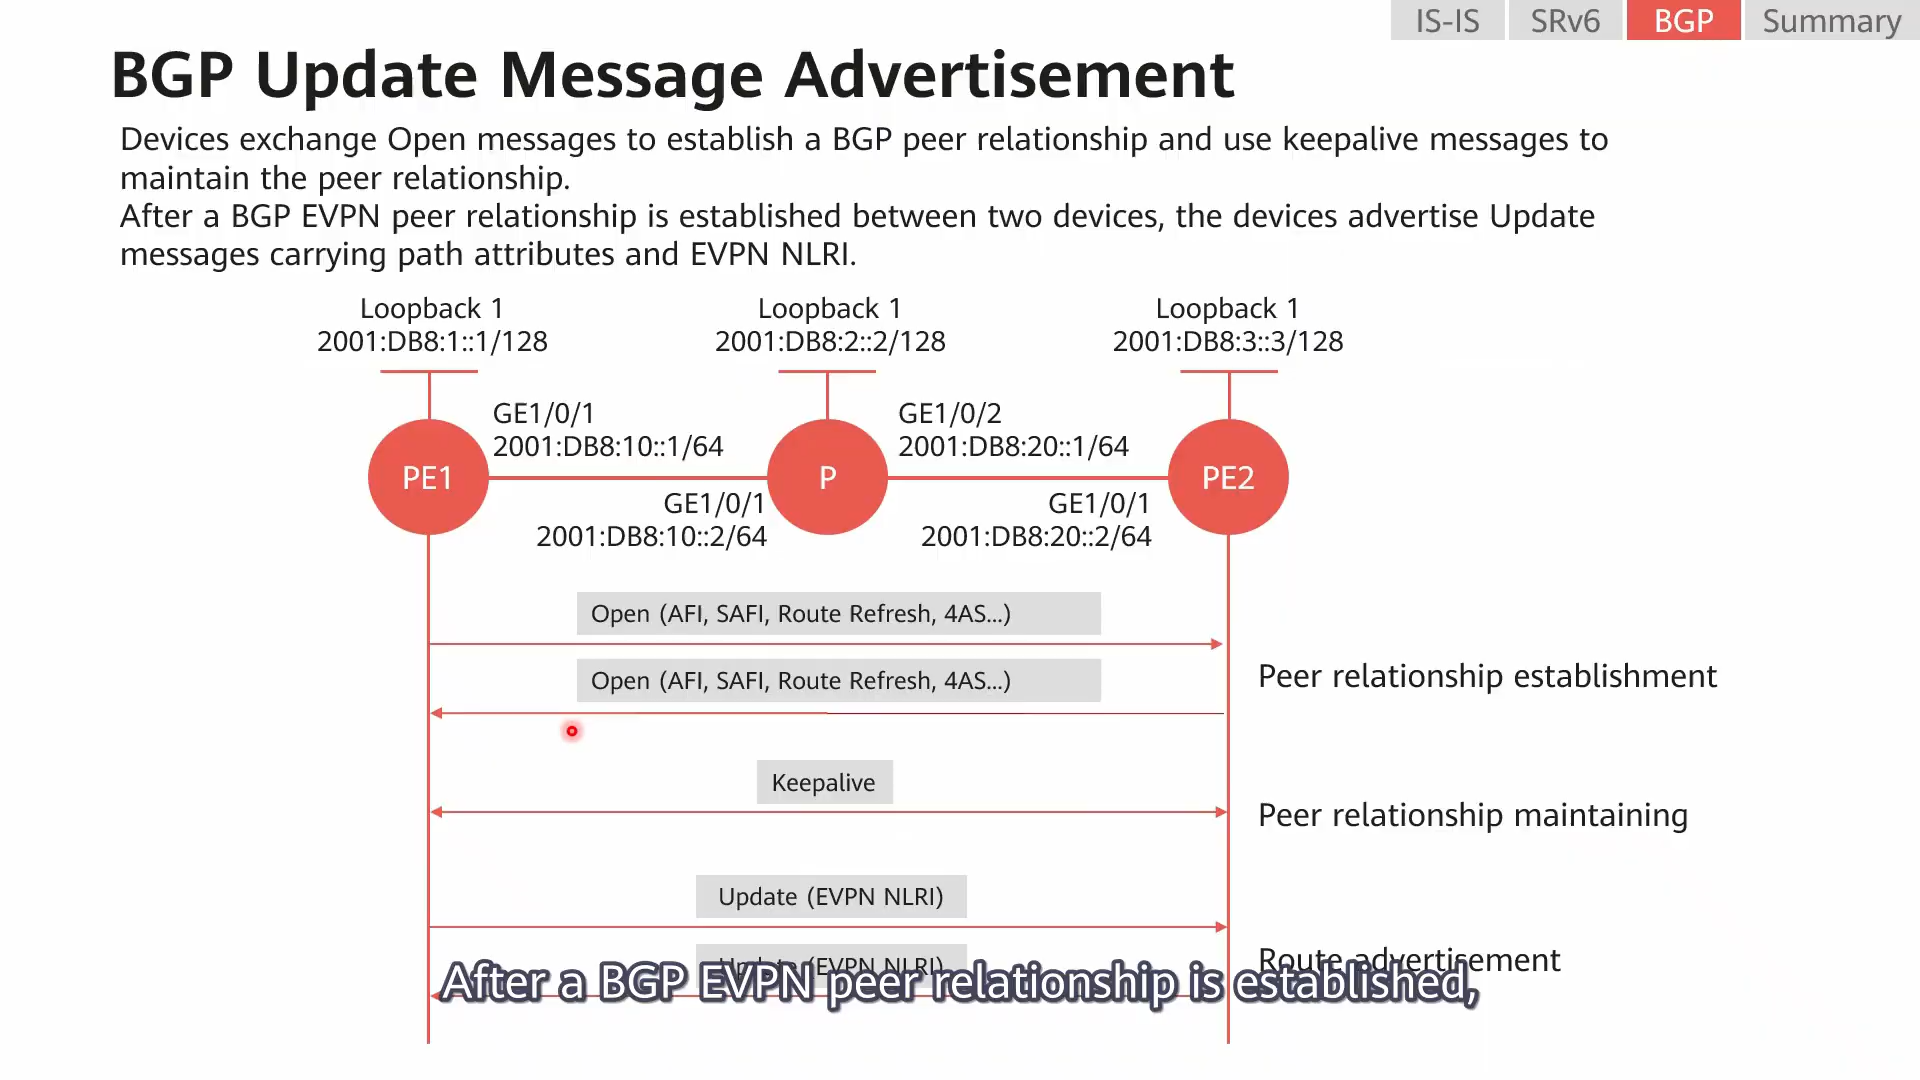 IS-IS
SRv6
BGP
Summary
BGP Update Message Advertisement
Devices exchange Open messages to establish a BGP peer relationship and use keepalive messages to
maintain the peer relationship.
After a BGP EVPN peer relationship is established between two devices, the devices advertise Update
messages carrying path attributes and EVPN NLRI.
Loopback 1
2001:DB8:1::1/128
Loopback 1
2001:DB8:2::2/128
Loopback 1
2001:DB8:3::3/128
GE1/0/1
2001:DB8:10::1/64
GE1/0/2
2001:DB8:20::1/64
PE1
P
PE2
GE1/0/1
2001:DB8:10::2/64
GE1/0/1
2001:DB8:20::2/64
Open (AFI, SAFI, Route Refresh, 4AS...)
Open (AFI, SAFI, Route Refresh, 4AS...)
Peer relationship establishment
Keepalive
Peer relationship maintaining
Update (EVPN NLRI)
Update (EVPN NLRI)
Route advertisement
After a BGP EVPN peer relationship is established,